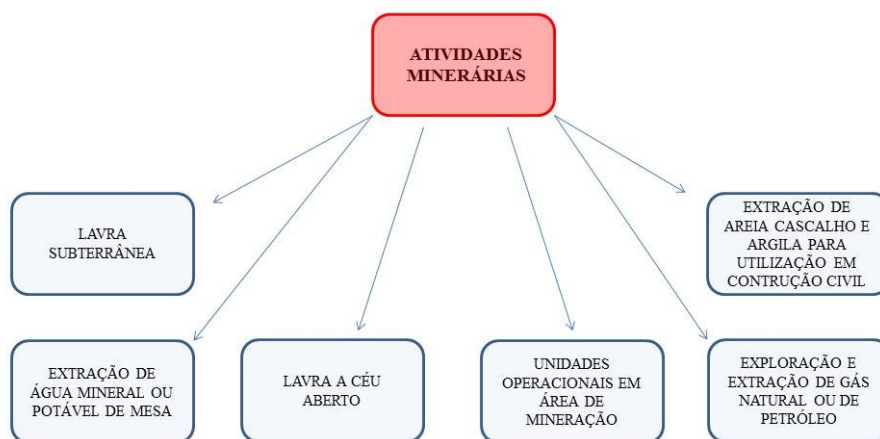 ATIVIDADES
MINERÁRIAS
LAVRA
SUBTERRÂNEA
EXTRAÇÃO DE
AREIA CASCALHO E
ARGILA PARA
UTILIZAÇÃO EM
CONTRUÇÃO CIVIL
EXTRAÇÃO DE
ÁGUA MINERAL OU
POTÁVEL DE MESA
LAVRA A CÉU
ABERTO
UNIDADES
OPERACIONAIS EM
ÁREA DE
MINERAÇÃO
EXPLORAÇÃO E
EXTRAÇÃO DE GÁS
NATURAL OU DE
PETRÓLEO